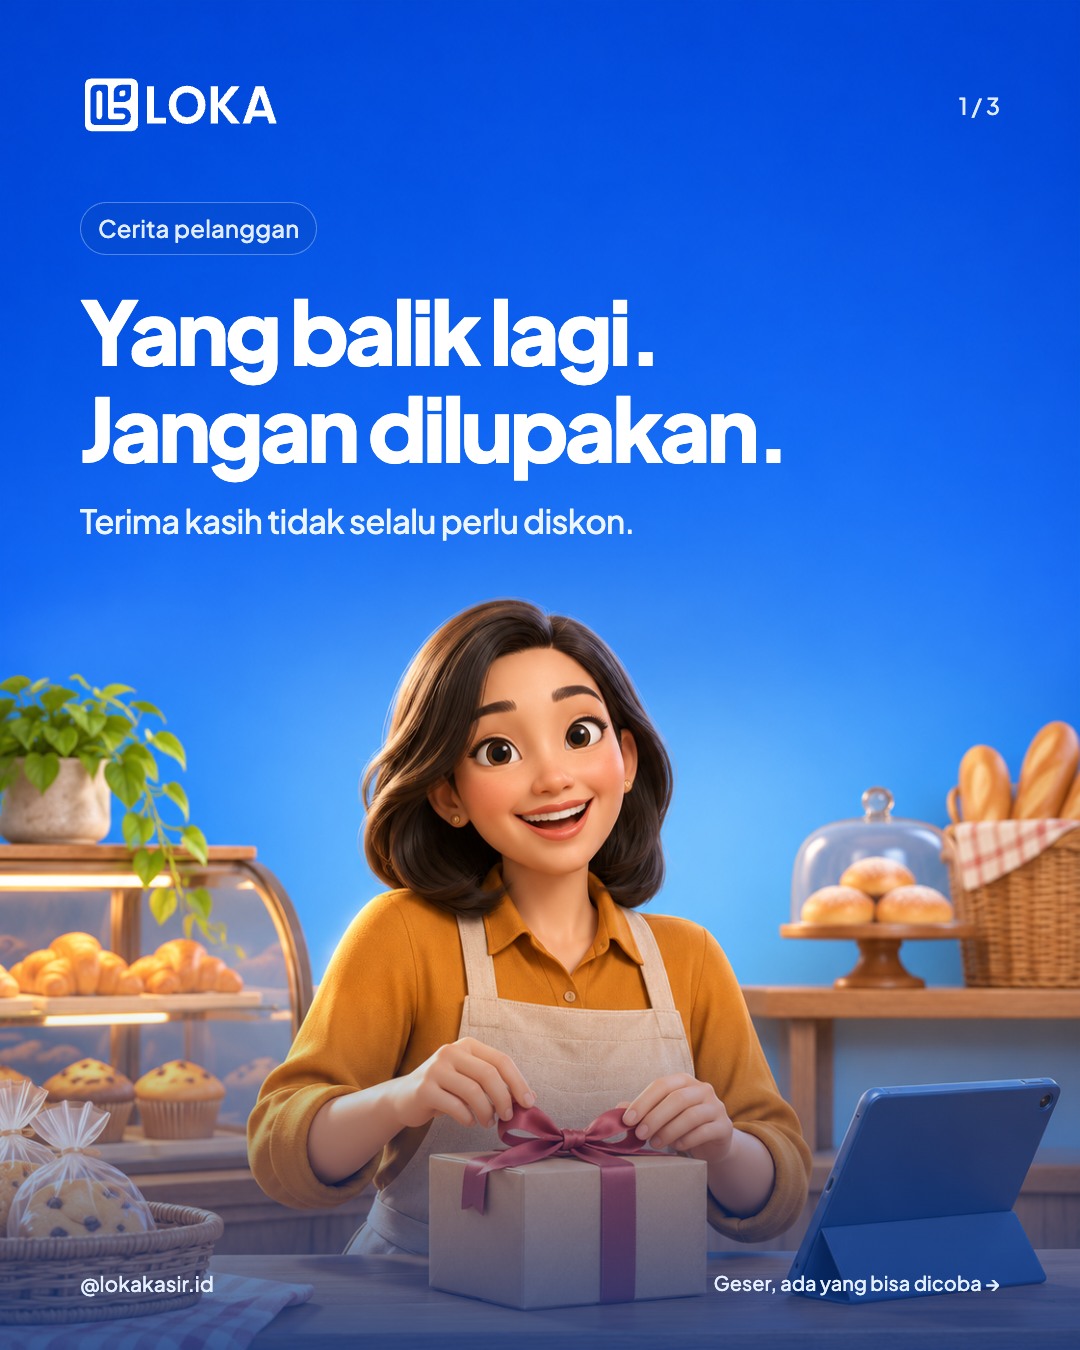 LOKA
1/3
Cerita pelanggan
Yang balik lagi.
Jangan dilupakan.
Terima kasih tidak selalu perlu diskon.
@lokakasir.id
Geser, ada yang bisa dicoba →